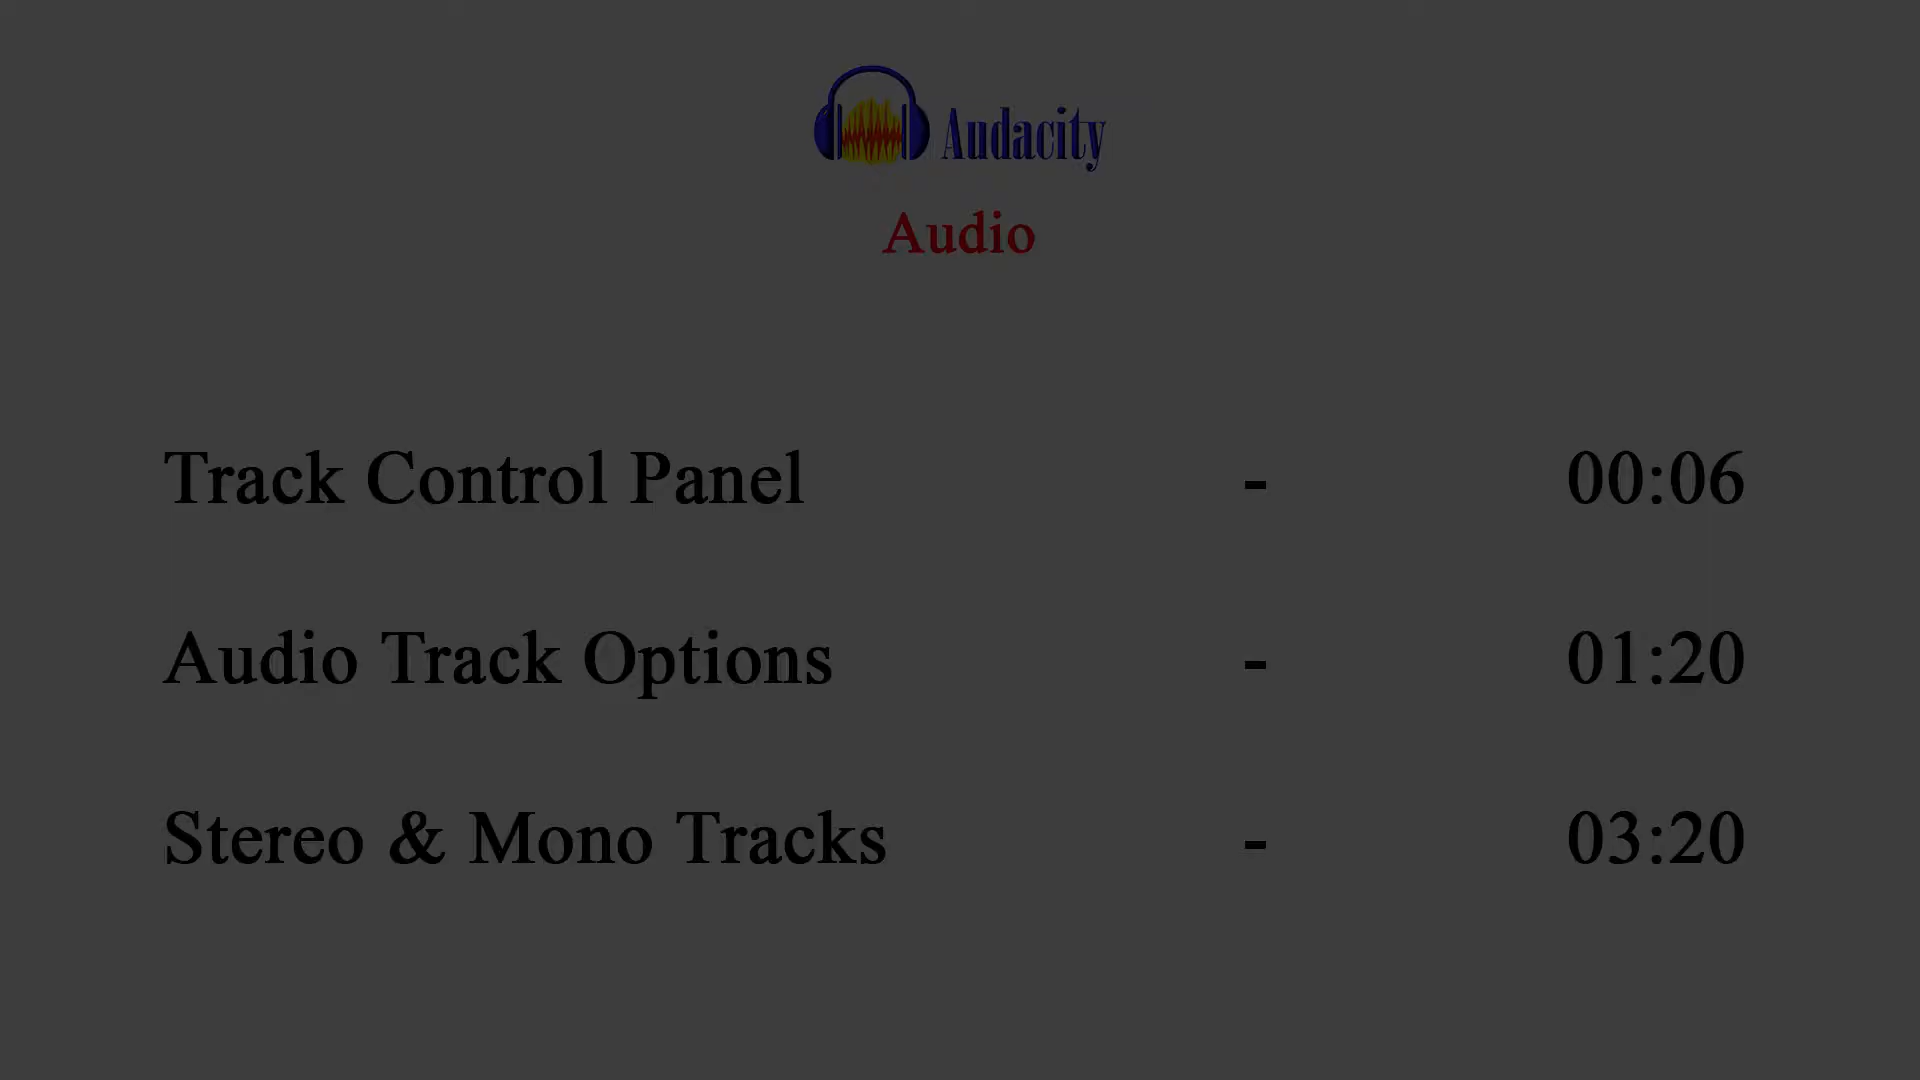 Audacity
Audio
Track Control Panel - 00:06
Audio Track Options - 01:20
Stereo & Mono Tracks - 03:20